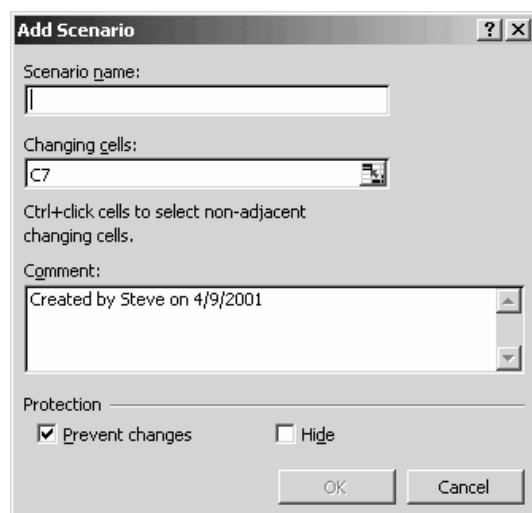 Add Scenario
Scenario name:
Changing cells:
C7
Ctrl+click cells to select non-adjacent
changing cells.
Comment:
Created by Steve on 4/9/2001
Protection
Prevent changes Hide
OK Cancel